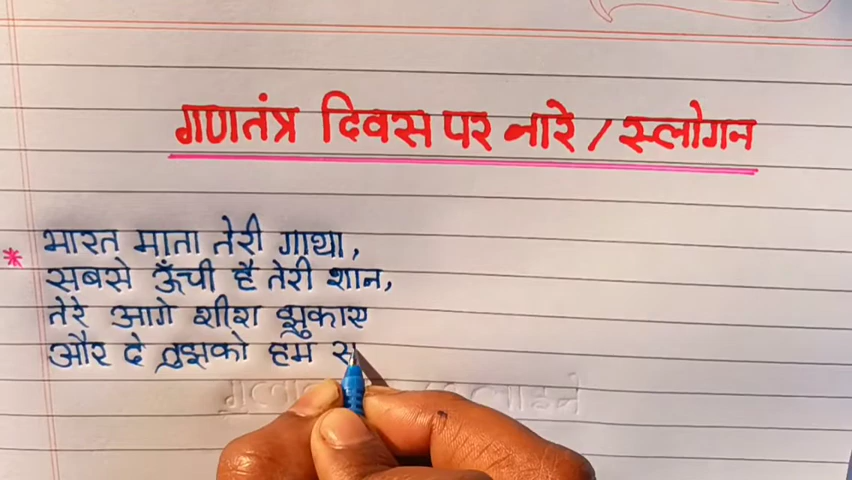 गणतंत्र दिवस पर नारे / स्लोगन
* भारत माता तेरी गाथा,
सबसे ऊँची है तेरी शान,
तेरे आगे शीश झुकाए
और दे तुझको हम स